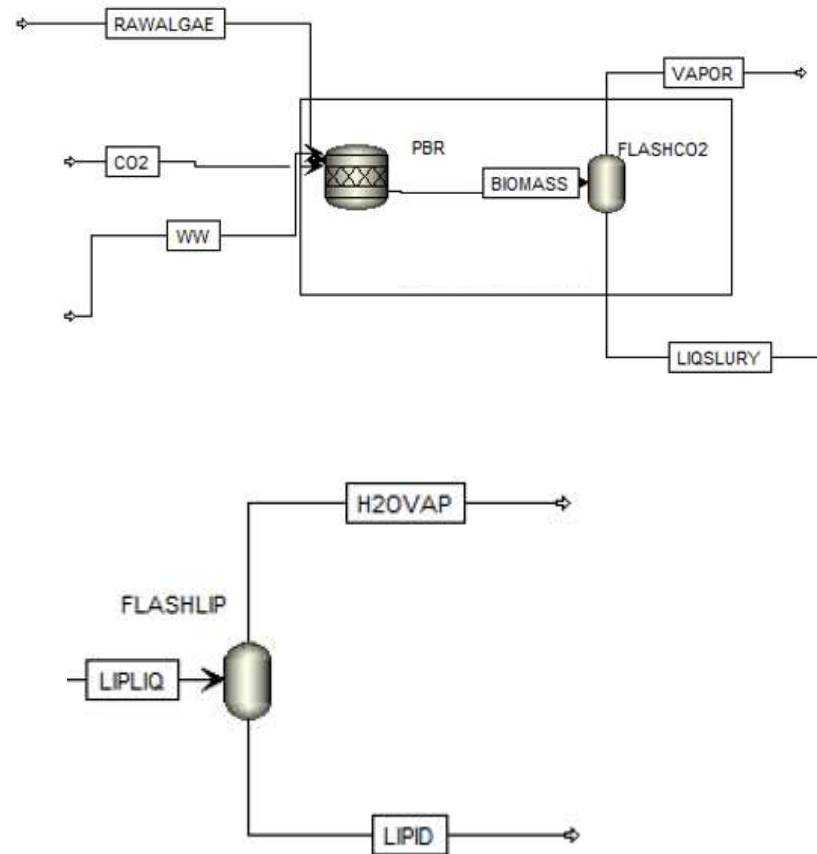 RAWALGAE
VAPOR
PBR
FLASHCO2
CO2
BIOMASS
WW
LIQSLURY
H2OVAP
FLASHLIP
LIPLIQ
LIPID